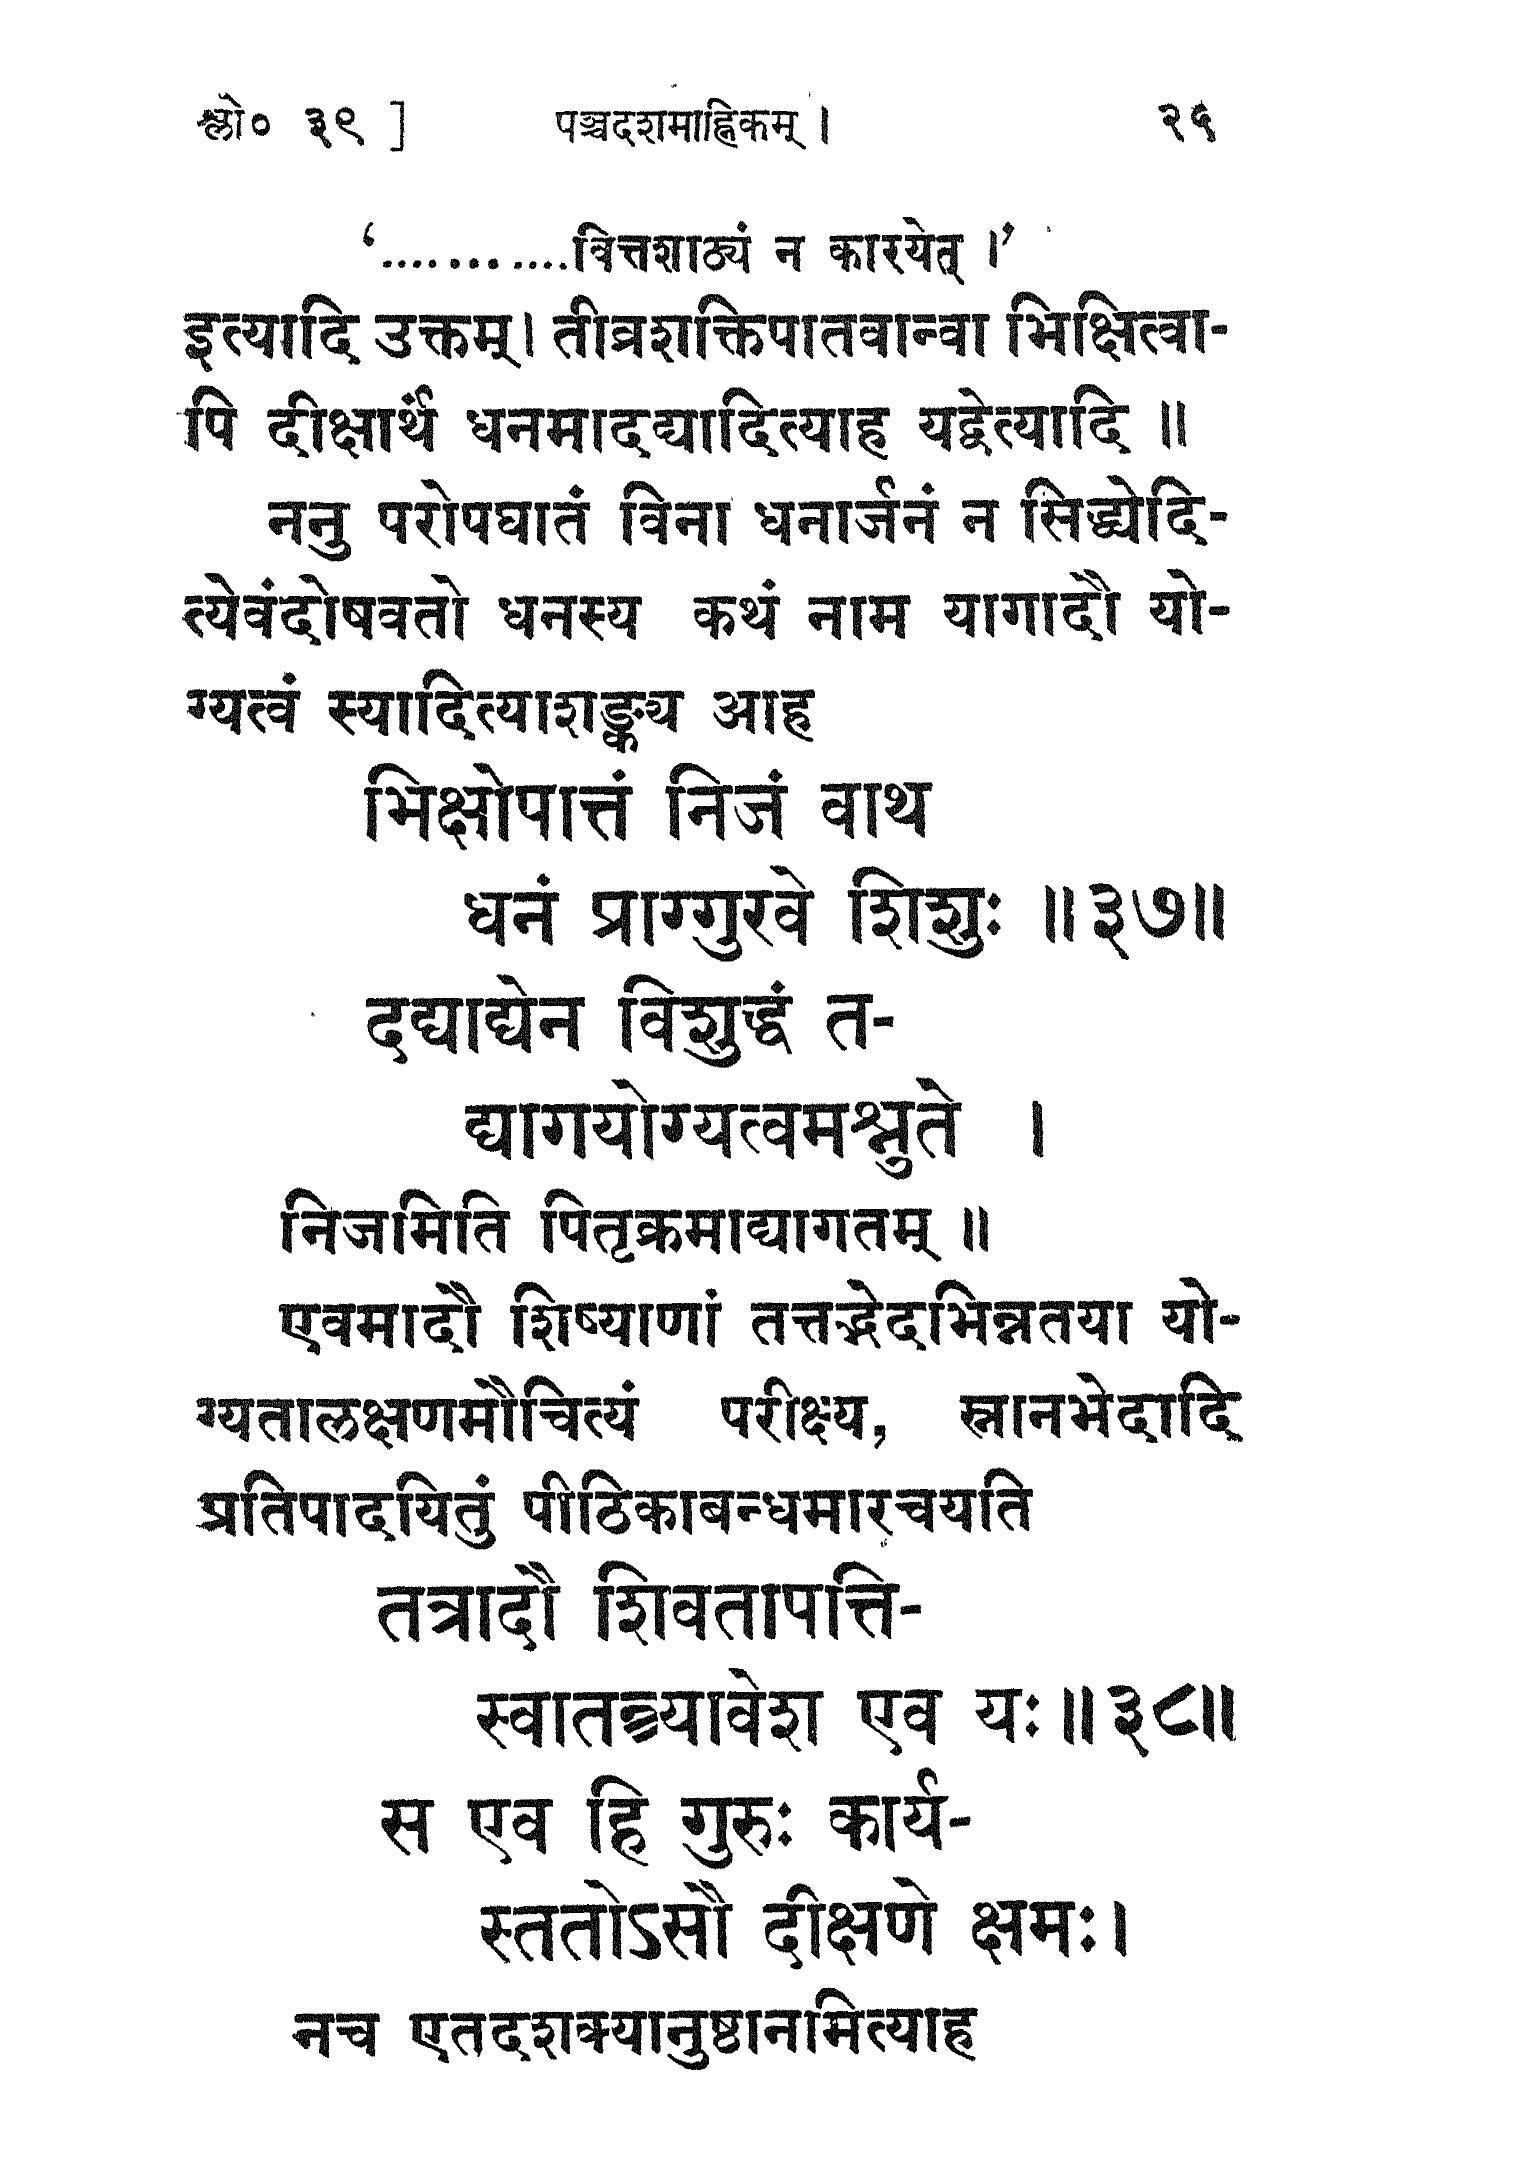 श्लो० ३९ ] पञ्चदशमाह्निकम् । २५
‘...........वित्तशाठ्यं न कारयेत् ।’
इत्यादि उक्तम्। तीव्रशक्तिपातवान्वा भिक्षित्वा-
पि दीक्षार्थं धनमादद्यादित्याह यद्वेत्यादि ॥
ननु परोपघातं विना धनार्जनं न सिद्ध्येदि-
त्येवंदोषवतो धनस्य कथं नाम यागादौ यो-
ग्यत्वं स्यादित्याशङ्क्य आह
भिक्षोपात्तं निजं वाथ
धनं प्राग्गुरवे शिशुः ॥३७॥
दद्याद्येन विशुद्धं त-
द्यागयोग्यत्वमश्नुते ।
निजमिति पितृक्रमाद्यागतम् ॥
एवमादौ शिष्याणां तत्तद्भेदभिन्नतया यो-
ग्यतालक्षणमौचित्यं परीक्ष्य, स्नानभेदादि
प्रतिपादयितुं पीठिकाबन्धमारचयति
तत्रादौ शिवतापत्ति-
स्वातन्त्र्यावेश एव यः॥३८॥
स एव हि गुरुः कार्य-
स्ततोऽसौ दीक्षणे क्षमः।
नच एतदशक्यानुष्ठानमित्याह